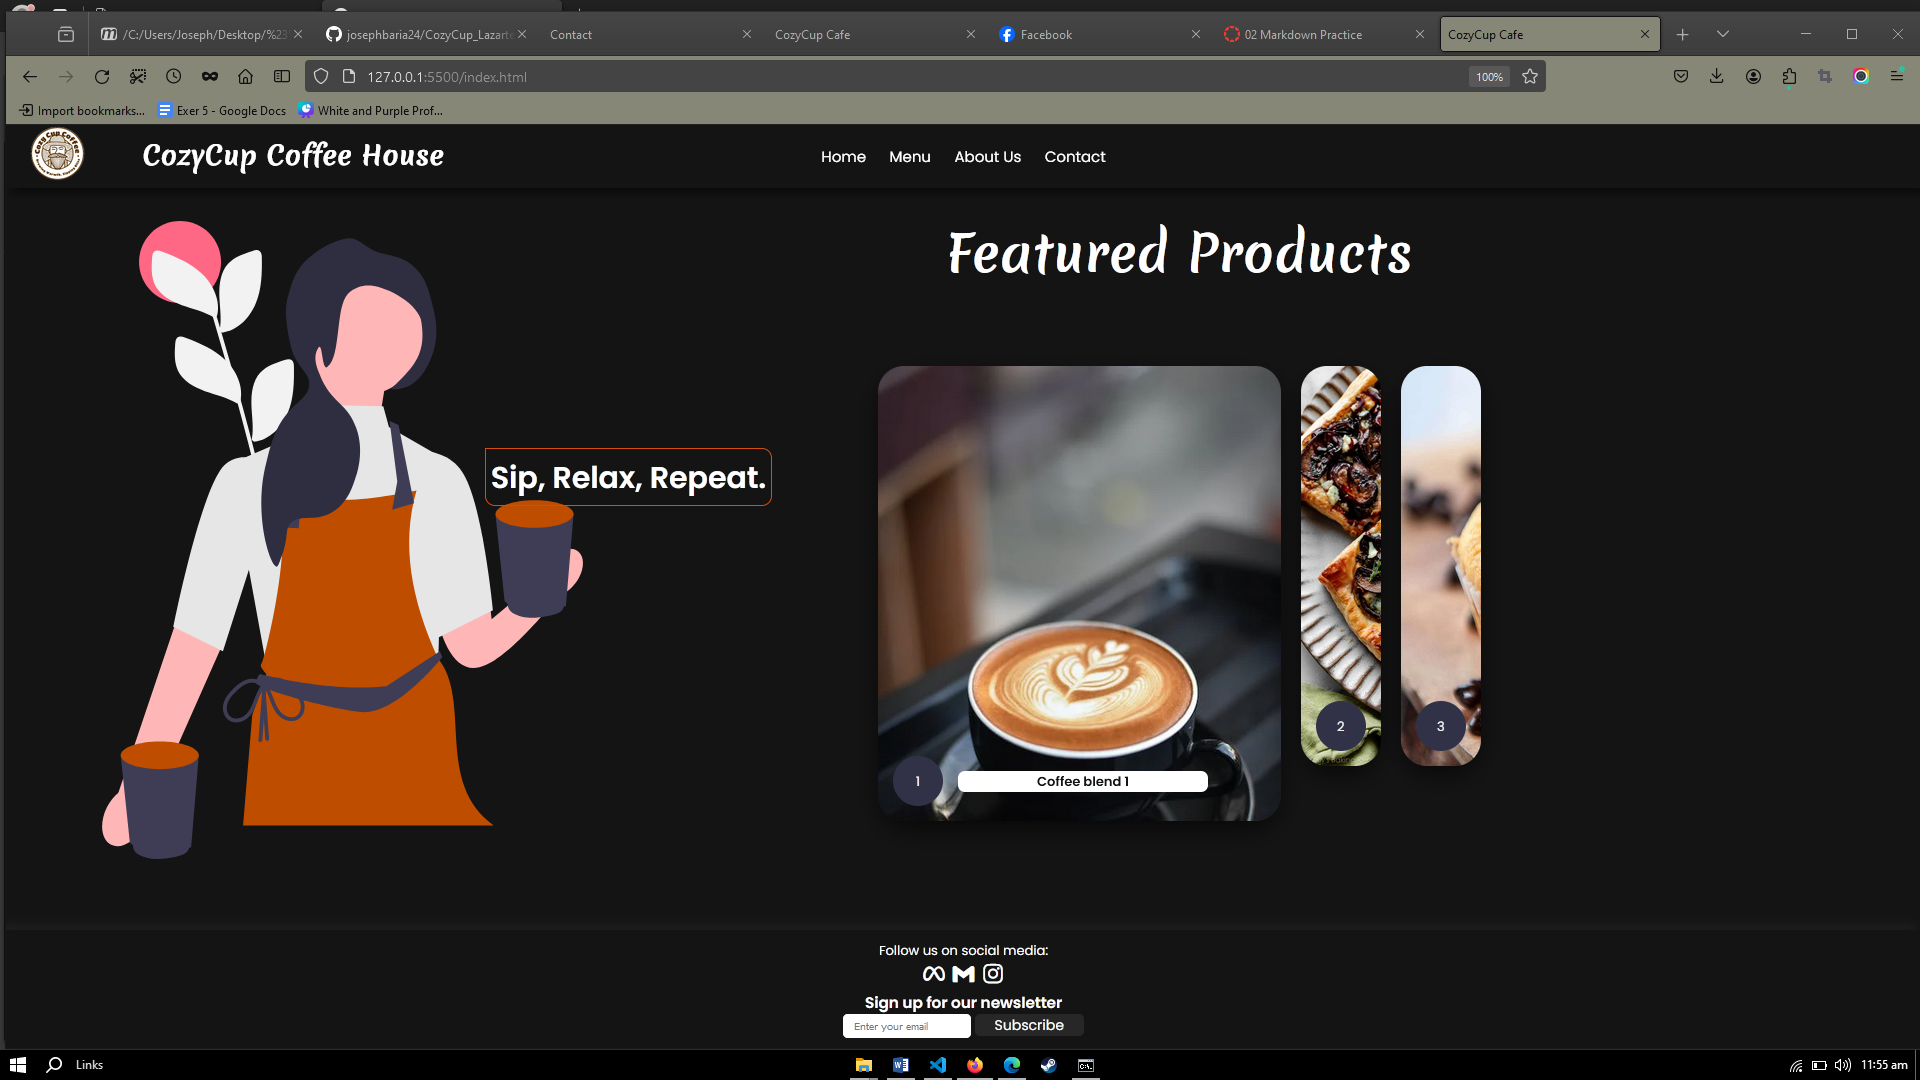 /C:/Users/Joseph/Desktop/%23
josephbaria24/CozyCup_Lazarte
Contact
CozyCup Cafe
Facebook
02 Markdown Practice
CozyCup Cafe
127.0.0.1:5500/index.html
100%
Import bookmarks...
Exer 5 - Google Docs
White and Purple Prof...
CozyCup Coffee House
Home
Menu
About Us
Contact
Featured Products
Sip, Relax, Repeat.
1
Coffee blend 1
2
3
Follow us on social media:
Sign up for our newsletter
Enter your email
Subscribe
Links
11:55 am